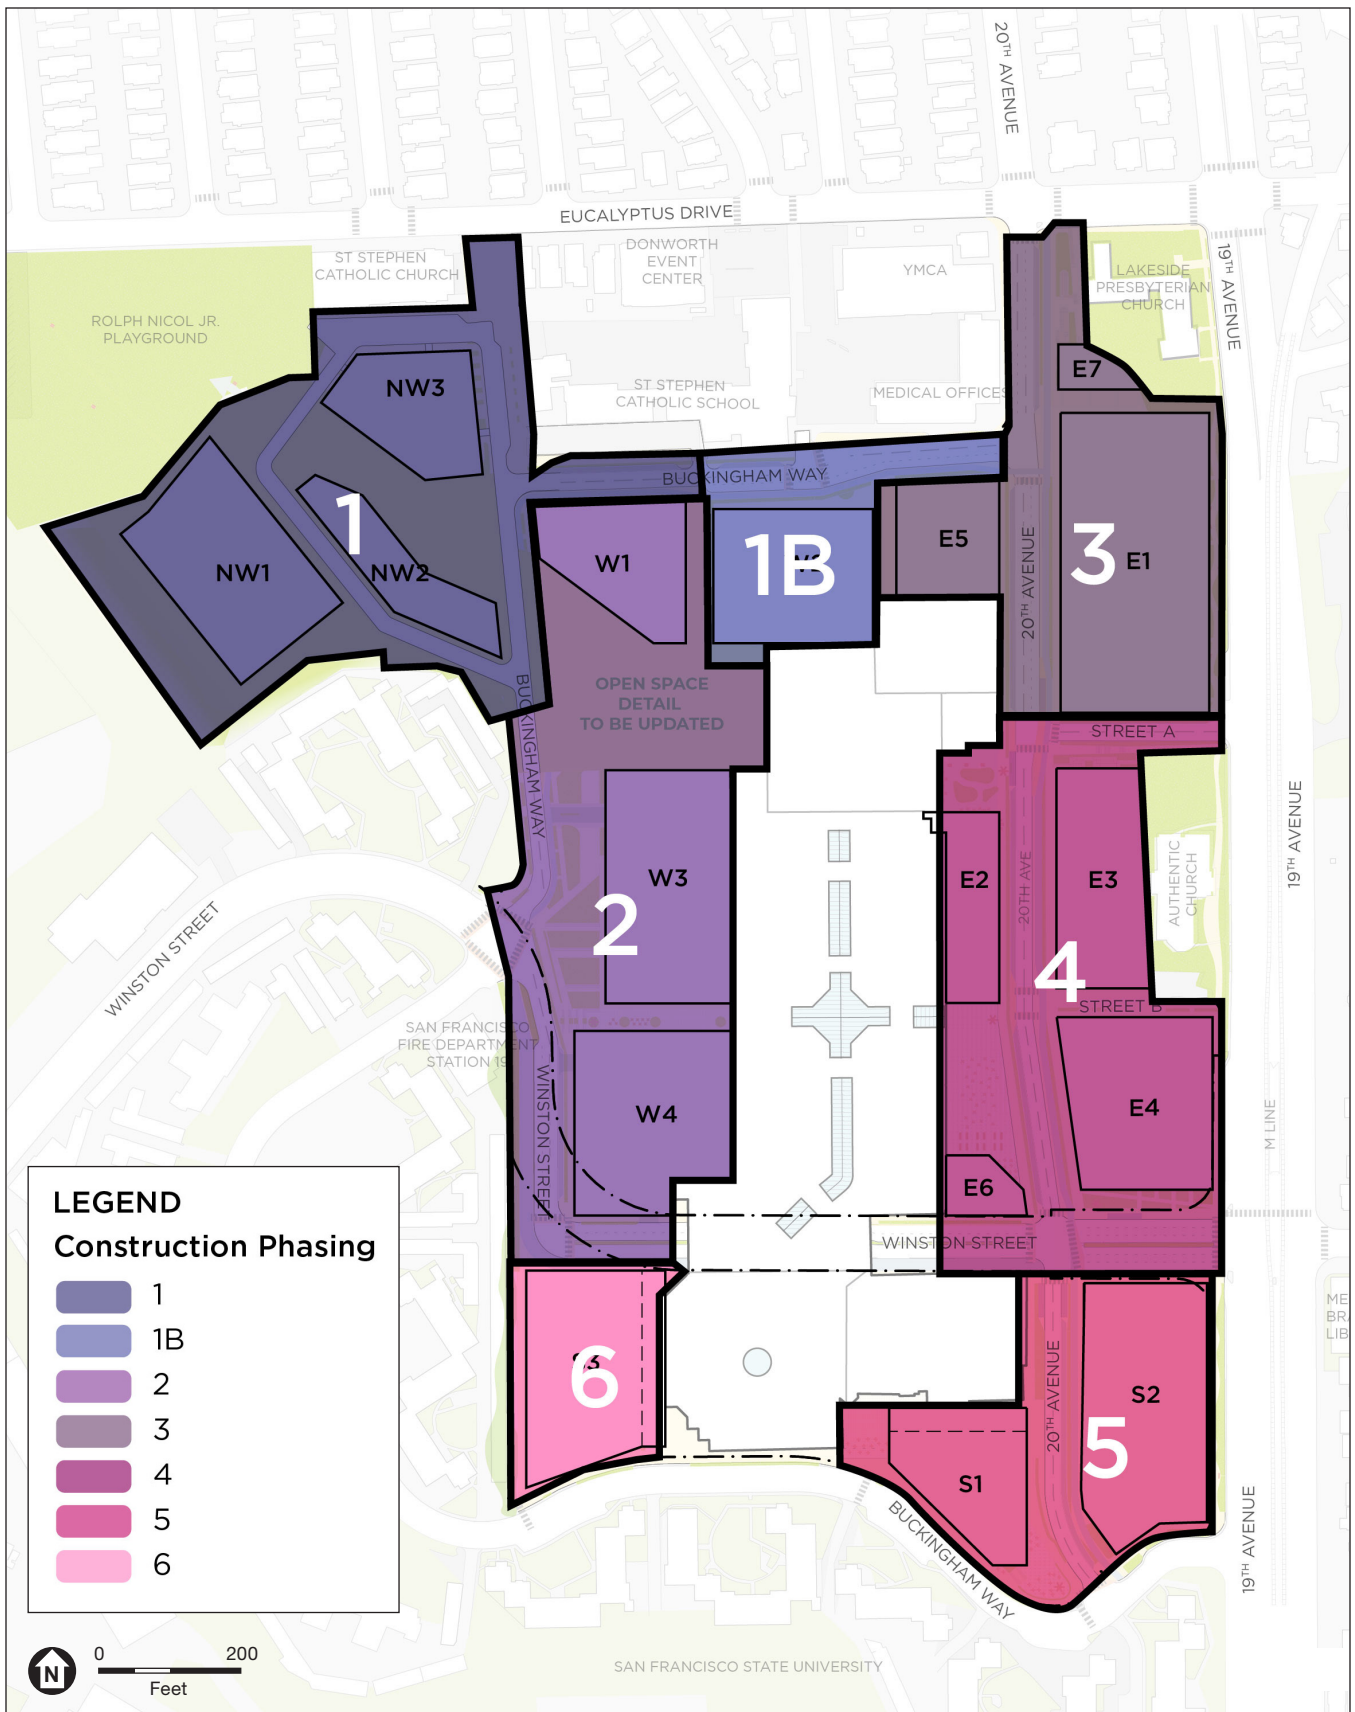 20TH AVENUE
EUCALYPTUS DRIVE
ST STEPHEN
CATHOLIC CHURCH
DONWORTH
EVENT
CENTER
YMCA
LAKESIDE
PRESBYTERIAN
CHURCH
19TH AVENUE
ROLPH NICOL JR.
PLAYGROUND
NW3
E7
ST STEPHEN
CATHOLIC SCHOOL
MEDICAL OFFICES
BUCKINGHAM WAY
1
NW1
NW2
W1
1B
E5
20TH AVENUE
3
E1
OPEN SPACE
DETAIL
TO BE UPDATED
BUCKINGHAM WAY
STREET A
19TH AVENUE
W3
2
E2
20TH AVE
E3
AUTHENTIC
CHURCH
4
STREET B
WINSTON STREET
SAN FRANCISCO
FIRE DEPARTMENT
STATION 19
WINSTON STREET
W4
E4
M LINE
E6
WINSTON STREET
LEGEND
Construction Phasing
1
1B
2
3
4
5
6
6
20TH AVENUE
S2
5
S1
BUCKINGHAM WAY
19TH AVENUE
ME
BR
LIB
N
0 200
Feet
SAN FRANCISCO STATE UNIVERSITY